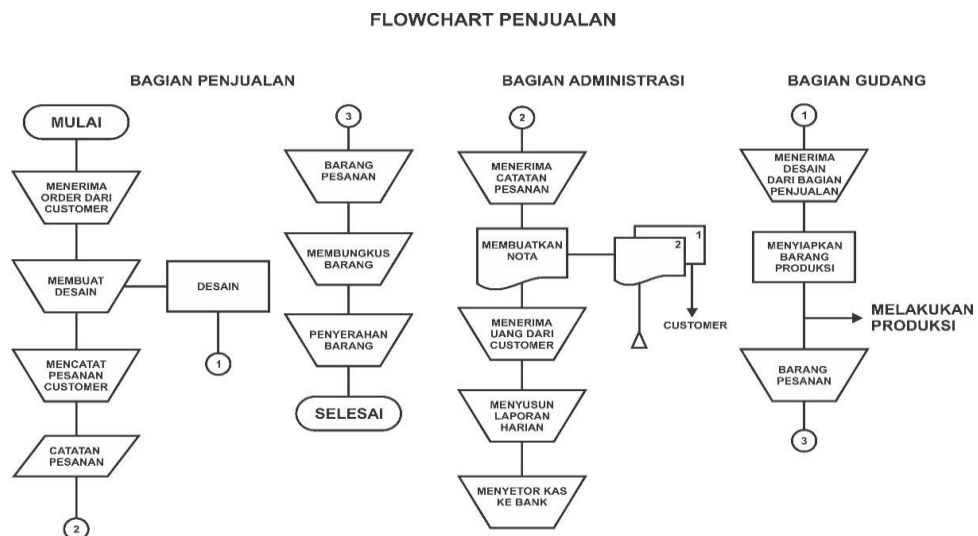 FLOWCHART PENJUALAN
BAGIAN PENJUALAN
MULAI
MENERIMA
ORDER DARI
CUSTOMER
MEMBUAT
DESAIN
DESAIN
1
MENCATAT
PESANAN
CUSTOMER
CATATAN
PESANAN
2
3
BARANG
PESANAN
MEMBUNGKUS
BARANG
PENYERAHAN
BARANG
SELESAI
BAGIAN ADMINISTRASI
2
MENERIMA
CATATAN
PESANAN
MEMBUATKAN
NOTA
1
2
CUSTOMER
MENERIMA
UANG DARI
CUSTOMER
MENYUSUN
LAPORAN
HARIAN
MENYETOR KAS
KE BANK
BAGIAN GUDANG
1
MENERIMA
DESAIN
DARI BAGIAN
PENJUALAN
MENYIAPKAN
BARANG
PRODUKSI
MELAKUKAN
PRODUKSI
BARANG
PESANAN
3